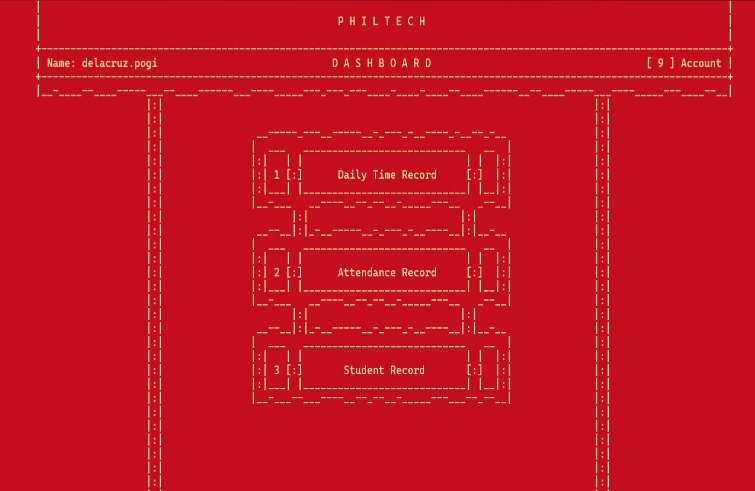 P H I L T E C H
Name: delacruz.pogi D A S H B O A R D [ 9 ] Account
1 [:] Daily Time Record [:]
2 [:] Attendance Record [:]
3 [:] Student Record [:]